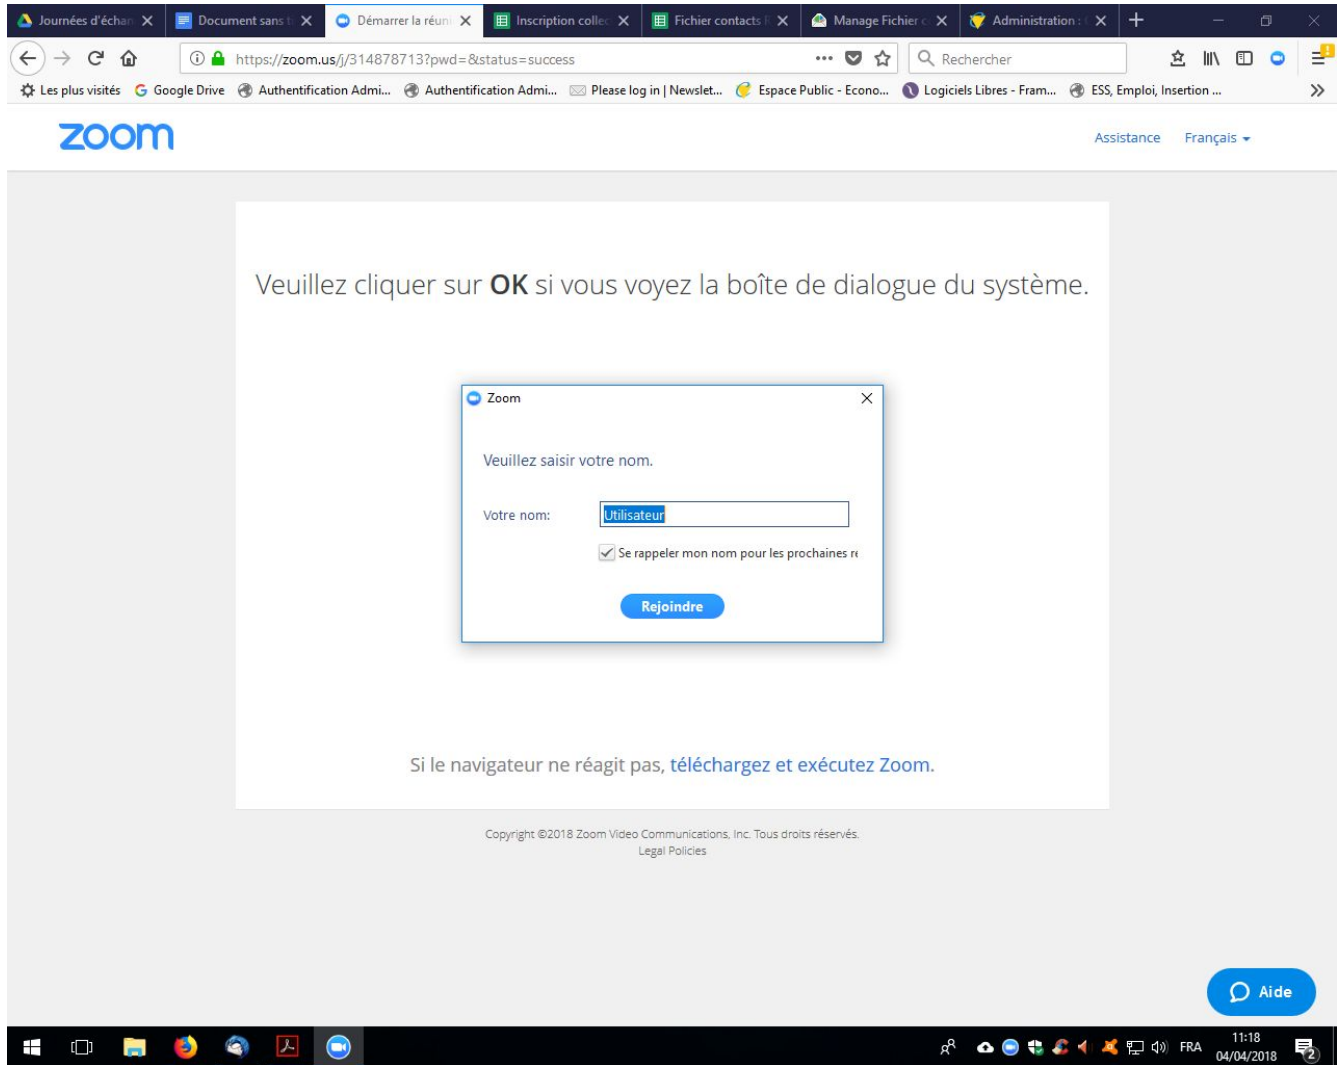 Journées d'échan
Document sans ti
Démarrer la réuni
Inscription collec
Fichier contacts R
Manage Fichier c
Administration : G
https://zoom.us/j/314878713?pwd=&status=success
Rechercher
Les plus visités
Google Drive
Authentification Admi...
Authentification Admi...
Please log in | Newslet...
Espace Public - Econo...
Logiciels Libres - Fram...
ESS, Emploi, Insertion ...
zoom
Assistance
Français
Veuillez cliquer sur OK si vous voyez la boîte de dialogue du système.
Zoom
Veuillez saisir votre nom.
Votre nom:
Utilisateur
Se rappeler mon nom pour les prochaines ré
Rejoindre
Si le navigateur ne réagit pas, téléchargez et exécutez Zoom.
Copyright ©2018 Zoom Video Communications, Inc. Tous droits réservés.
Legal Policies
Aide
FRA
11:18
04/04/2018
2